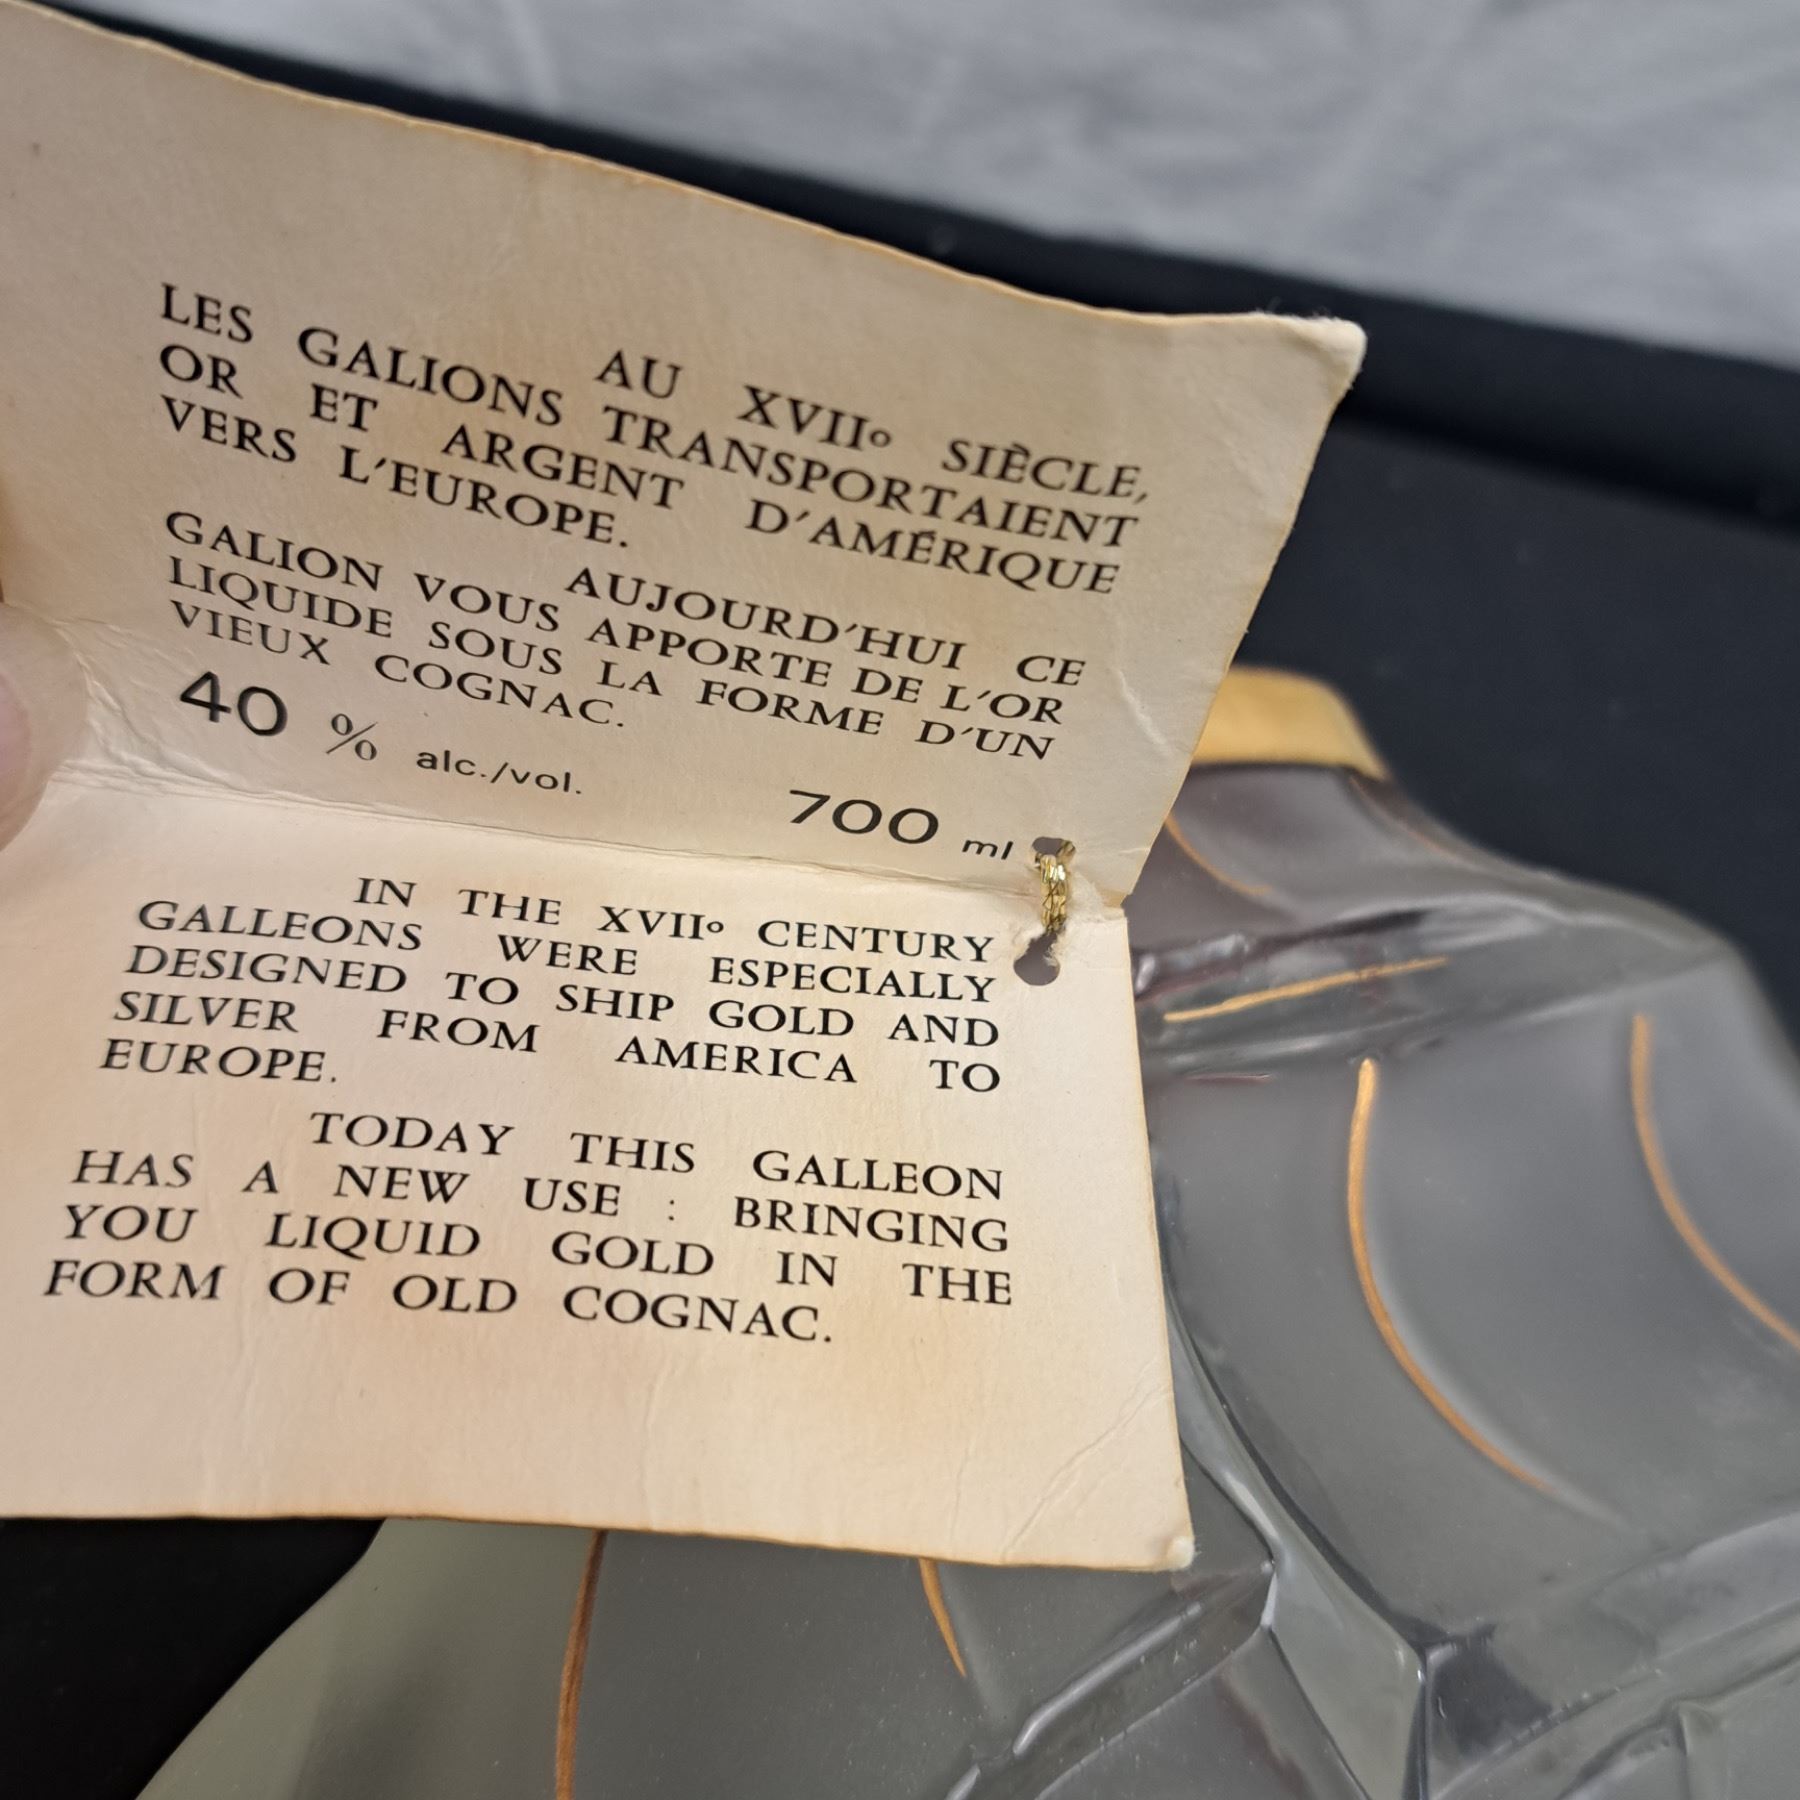 AU XVIIº SIÈCLE,
LES GALIONS TRANSPORTAIENT
OR ET ARGENT D'AMÉRIQUE
VERS L'EUROPE.
AUJOURD'HUI CE
GALION VOUS APPORTE DE L'OR
LIQUIDE SOUS LA FORME D'UN
VIEUX COGNAC.
40 % alc./vol. 700 ml
IN THE XVIIº CENTURY
GALLEONS WERE ESPECIALLY
DESIGNED TO SHIP GOLD AND
SILVER FROM AMERICA TO
EUROPE.
TODAY THIS GALLEON
HAS A NEW USE : BRINGING
YOU LIQUID GOLD IN THE
FORM OF OLD COGNAC.